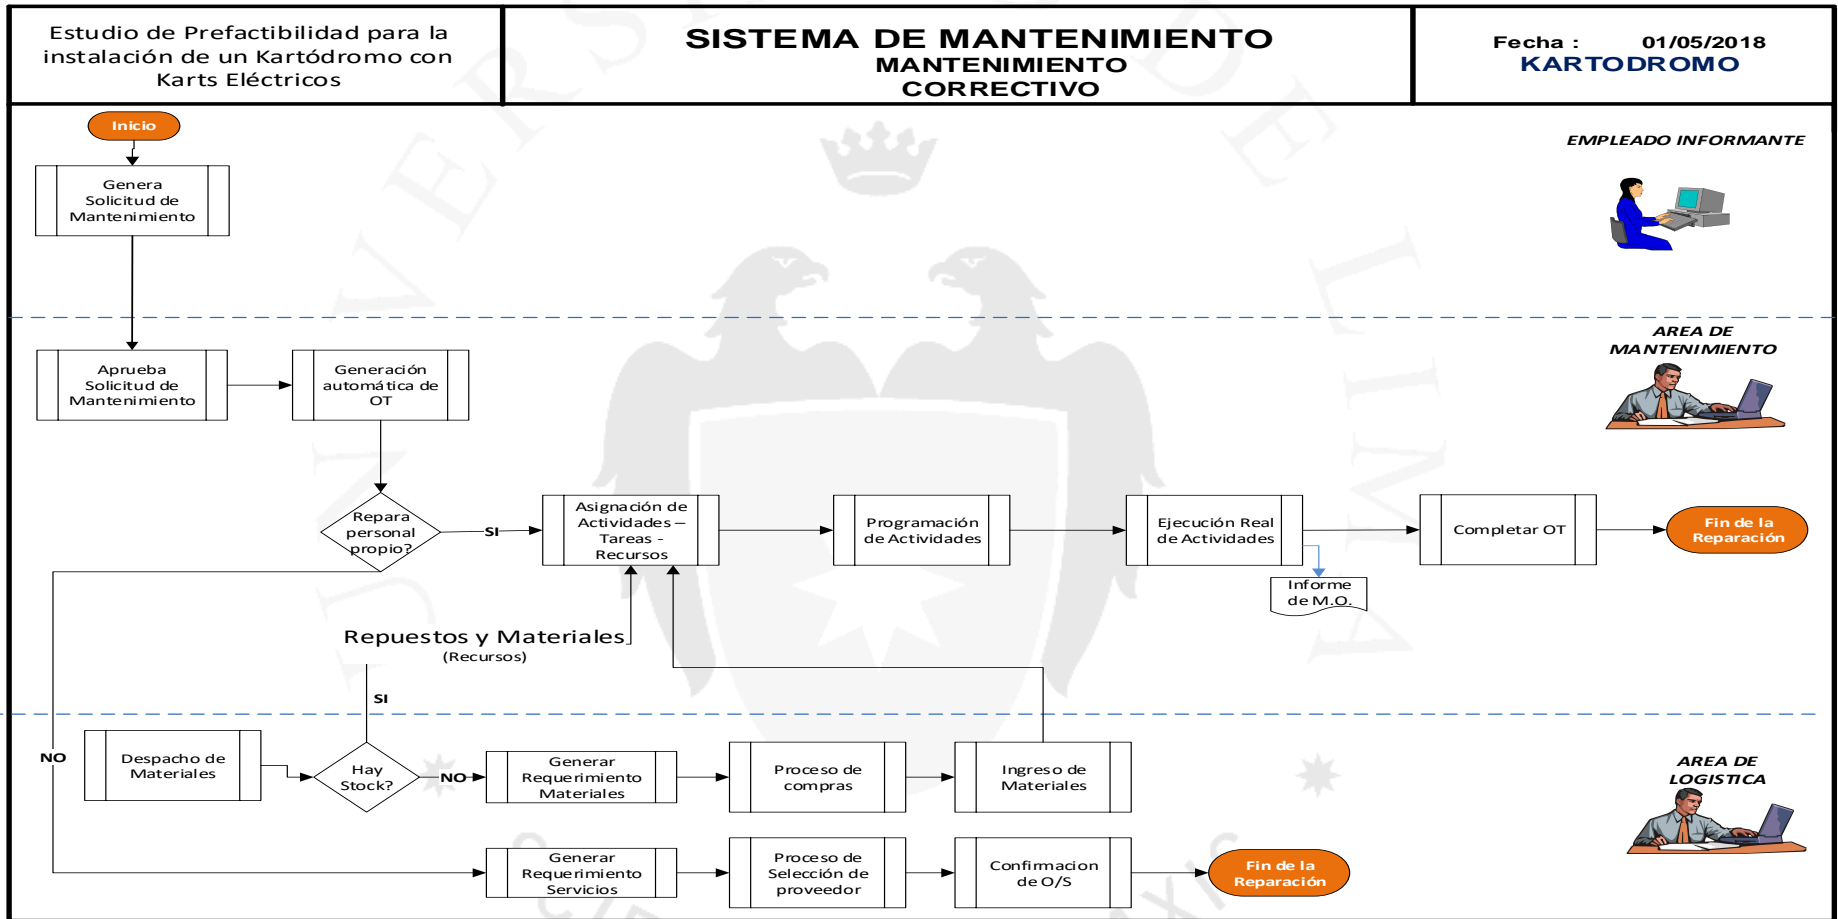 Estudio de Prefactibilidad para la
instalación de un Kartódromo con
Karts Eléctricos
SISTEMA DE MANTENIMIENTO
MANTENIMIENTO
CORRECTIVO
Fecha : 01/05/2018
KARTODROMO
Inicio
EMPLEADO INFORMANTE
Genera
Solicitud de
Mantenimiento
AREA DE
MANTENIMIENTO
Aprueba
Solicitud de
Mantenimiento
Generación
automática de
OT
Repara
personal
propio?
SI
Asignación de
Actividades –
Tareas -
Recursos
Programación
de Actividades
Ejecución Real
de Actividades
Completar OT
Fin de la
Reparación
Informe
de M.O.
Repuestos y Materiales
(Recursos)
SI
NO
Despacho de
Materiales
Hay
Stock?
NO
Generar
Requerimiento
Materiales
Proceso de
compras
Ingreso de
Materiales
AREA DE
LOGISTICA
Generar
Requerimiento
Servicios
Proceso de
Selección de
proveedor
Confirmacion
de O/S
Fin de la
Reparación